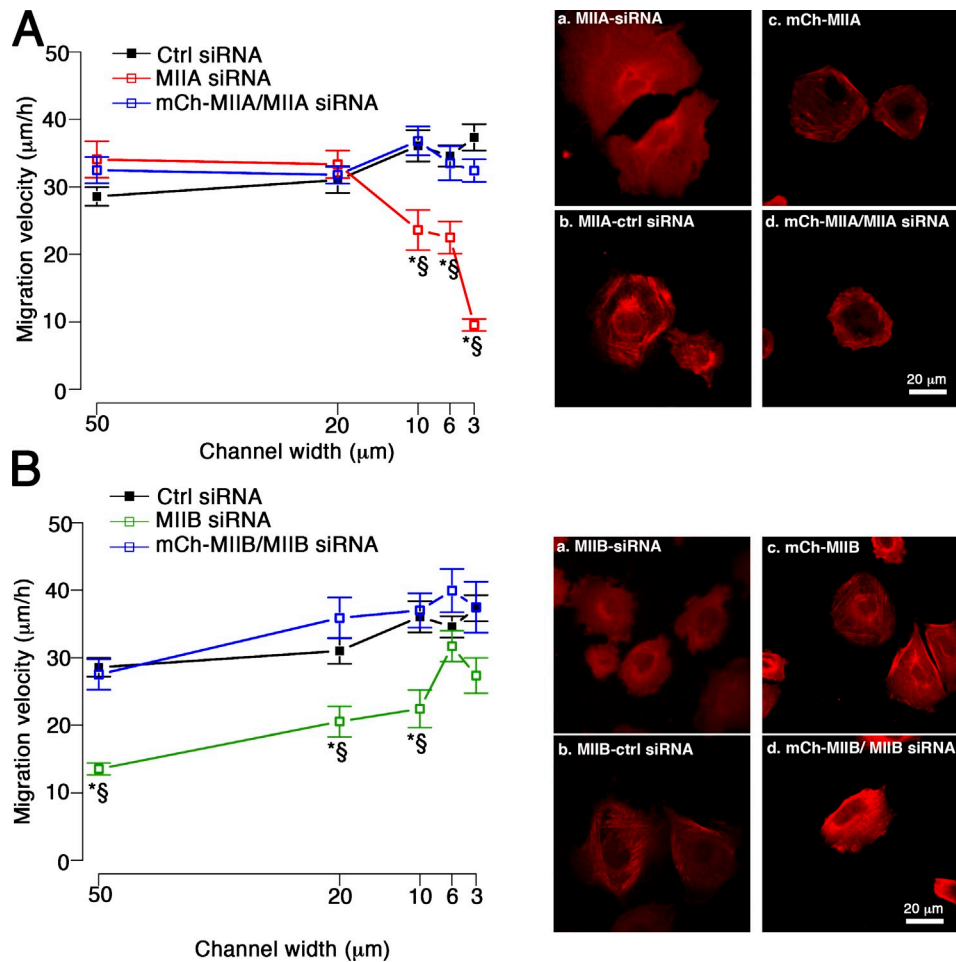 A
Ctrl siRNA
MIIA siRNA
mCh-MIIA/MIIA siRNA
Migration velocity (μm/h)
50
40
30
20
10
0
*§
*§
*§
50
20
10
6
3
Channel width (μm)
a. MIIA-siRNA
c. mCh-MIIA
b. MIIA-ctrl siRNA
d. mCh-MIIA/MIIA siRNA
20 μm
B
Ctrl siRNA
MIIB siRNA
mCh-MIIB/MIIB siRNA
Migration velocity (μm/h)
50
40
30
20
10
0
*§
*§
*§
50
20
10
6
3
Channel width (μm)
a. MIIB-siRNA
c. mCh-MIIB
b. MIIB-ctrl siRNA
d. mCh-MIIB/ MIIB siRNA
20 μm